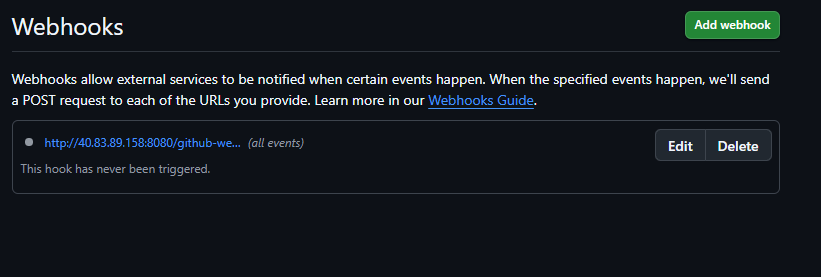 Webhooks
Add webhook
Webhooks allow external services to be notified when certain events happen. When the specified events happen, we'll send
a POST request to each of the URLs you provide. Learn more in our Webhooks Guide.
http://40.83.89.158:8080/github-we... (all events)
Edit
Delete
This hook has never been triggered.